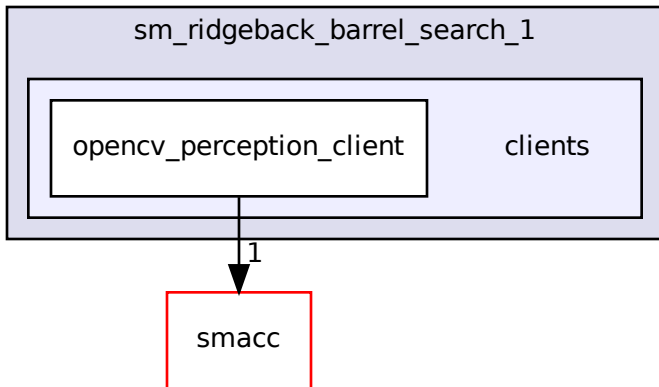 sm_ridgeback_barrel_search_1
opencv_perception_client
clients
1
smacc